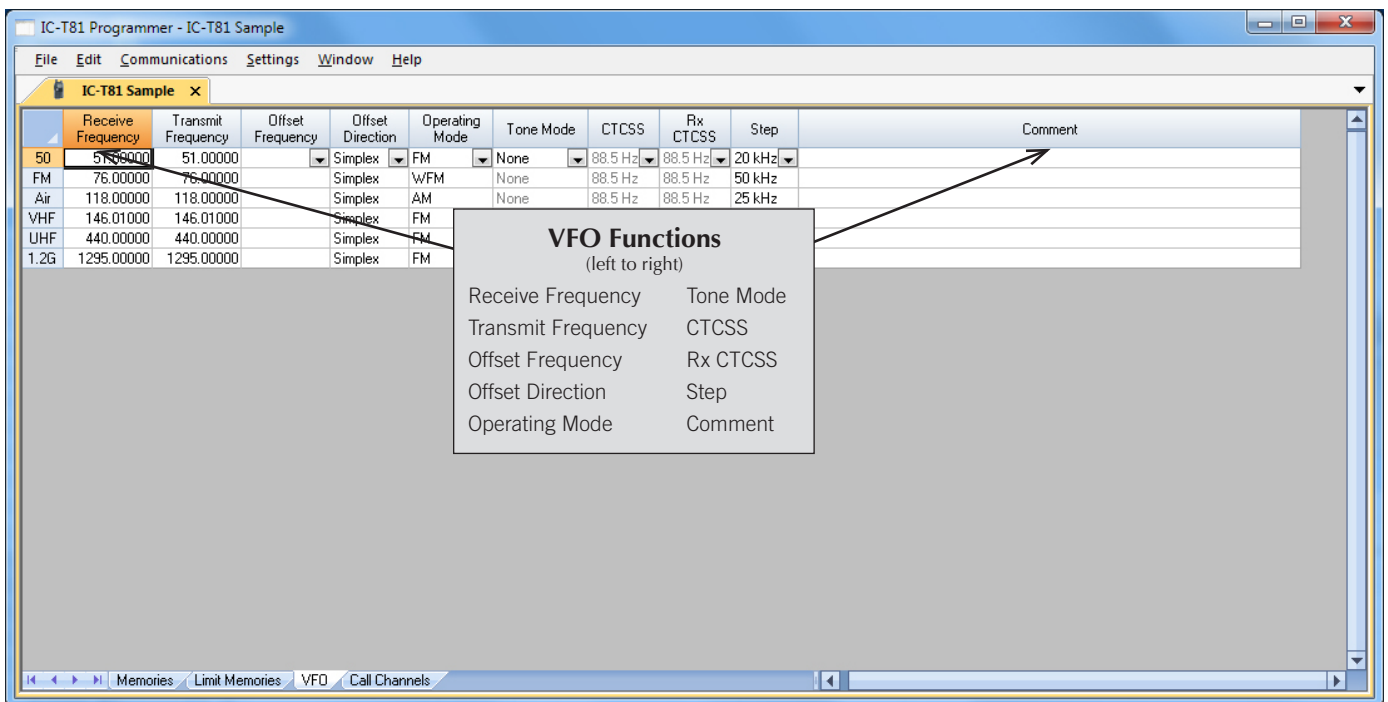 IC-T81 Programmer - IC-T81 Sample
File Edit Communications Settings Window Help
IC-T81 Sample X
Receive Frequency Transmit Frequency Offset Frequency Offset Direction Operating Mode Tone Mode CTCSS Rx CTCSS Step Comment
50 51.00000 51.00000 Simplex FM None 88.5 Hz 88.5 Hz 20 kHz
FM 76.00000 76.00000 Simplex WFM None 88.5 Hz 88.5 Hz 50 kHz
Air 118.00000 118.00000 Simplex AM None 88.5 Hz 88.5 Hz 25 kHz
VHF 146.01000 146.01000 Simplex FM
UHF 440.00000 440.00000 Simplex FM
1.2G 1295.00000 1295.00000 Simplex FM
VFO Functions
(left to right)
Receive Frequency Tone Mode
Transmit Frequency CTCSS
Offset Frequency Rx CTCSS
Offset Direction Step
Operating Mode Comment
Memories Limit Memories VFO Call Channels